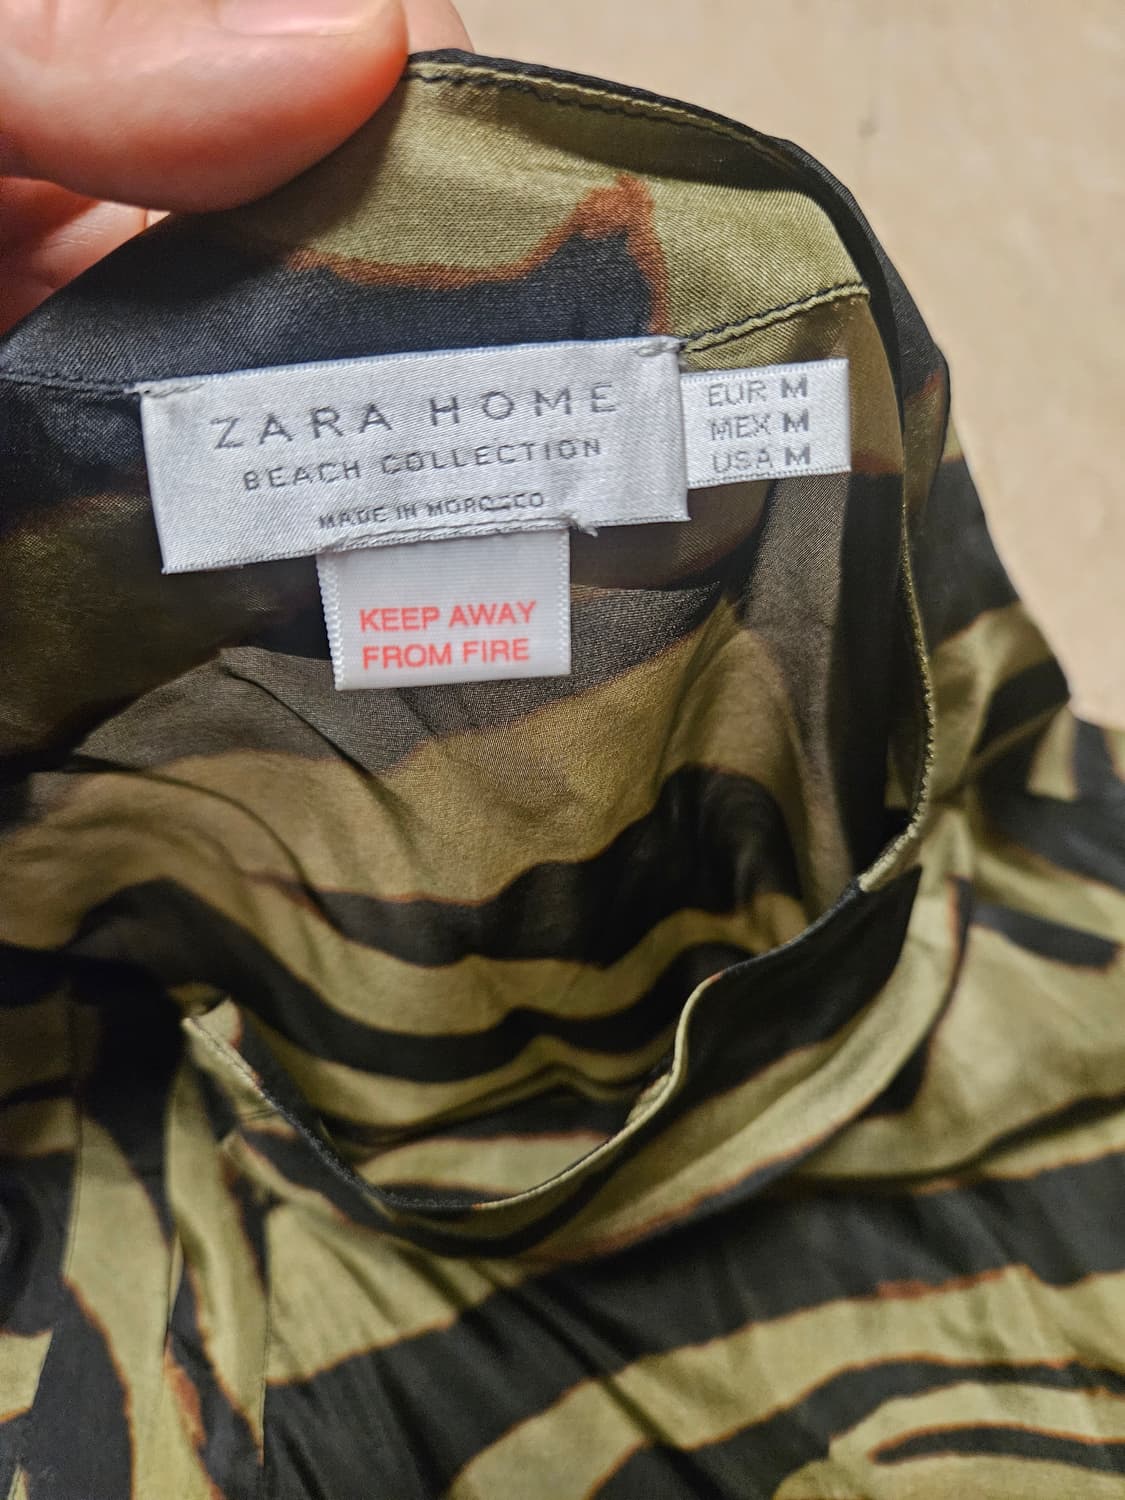 ZARA HOME
BEACH COLLECTION
MADE IN MOROCCO
EUR M
MEX M
USA M
KEEP AWAY
FROM FIRE